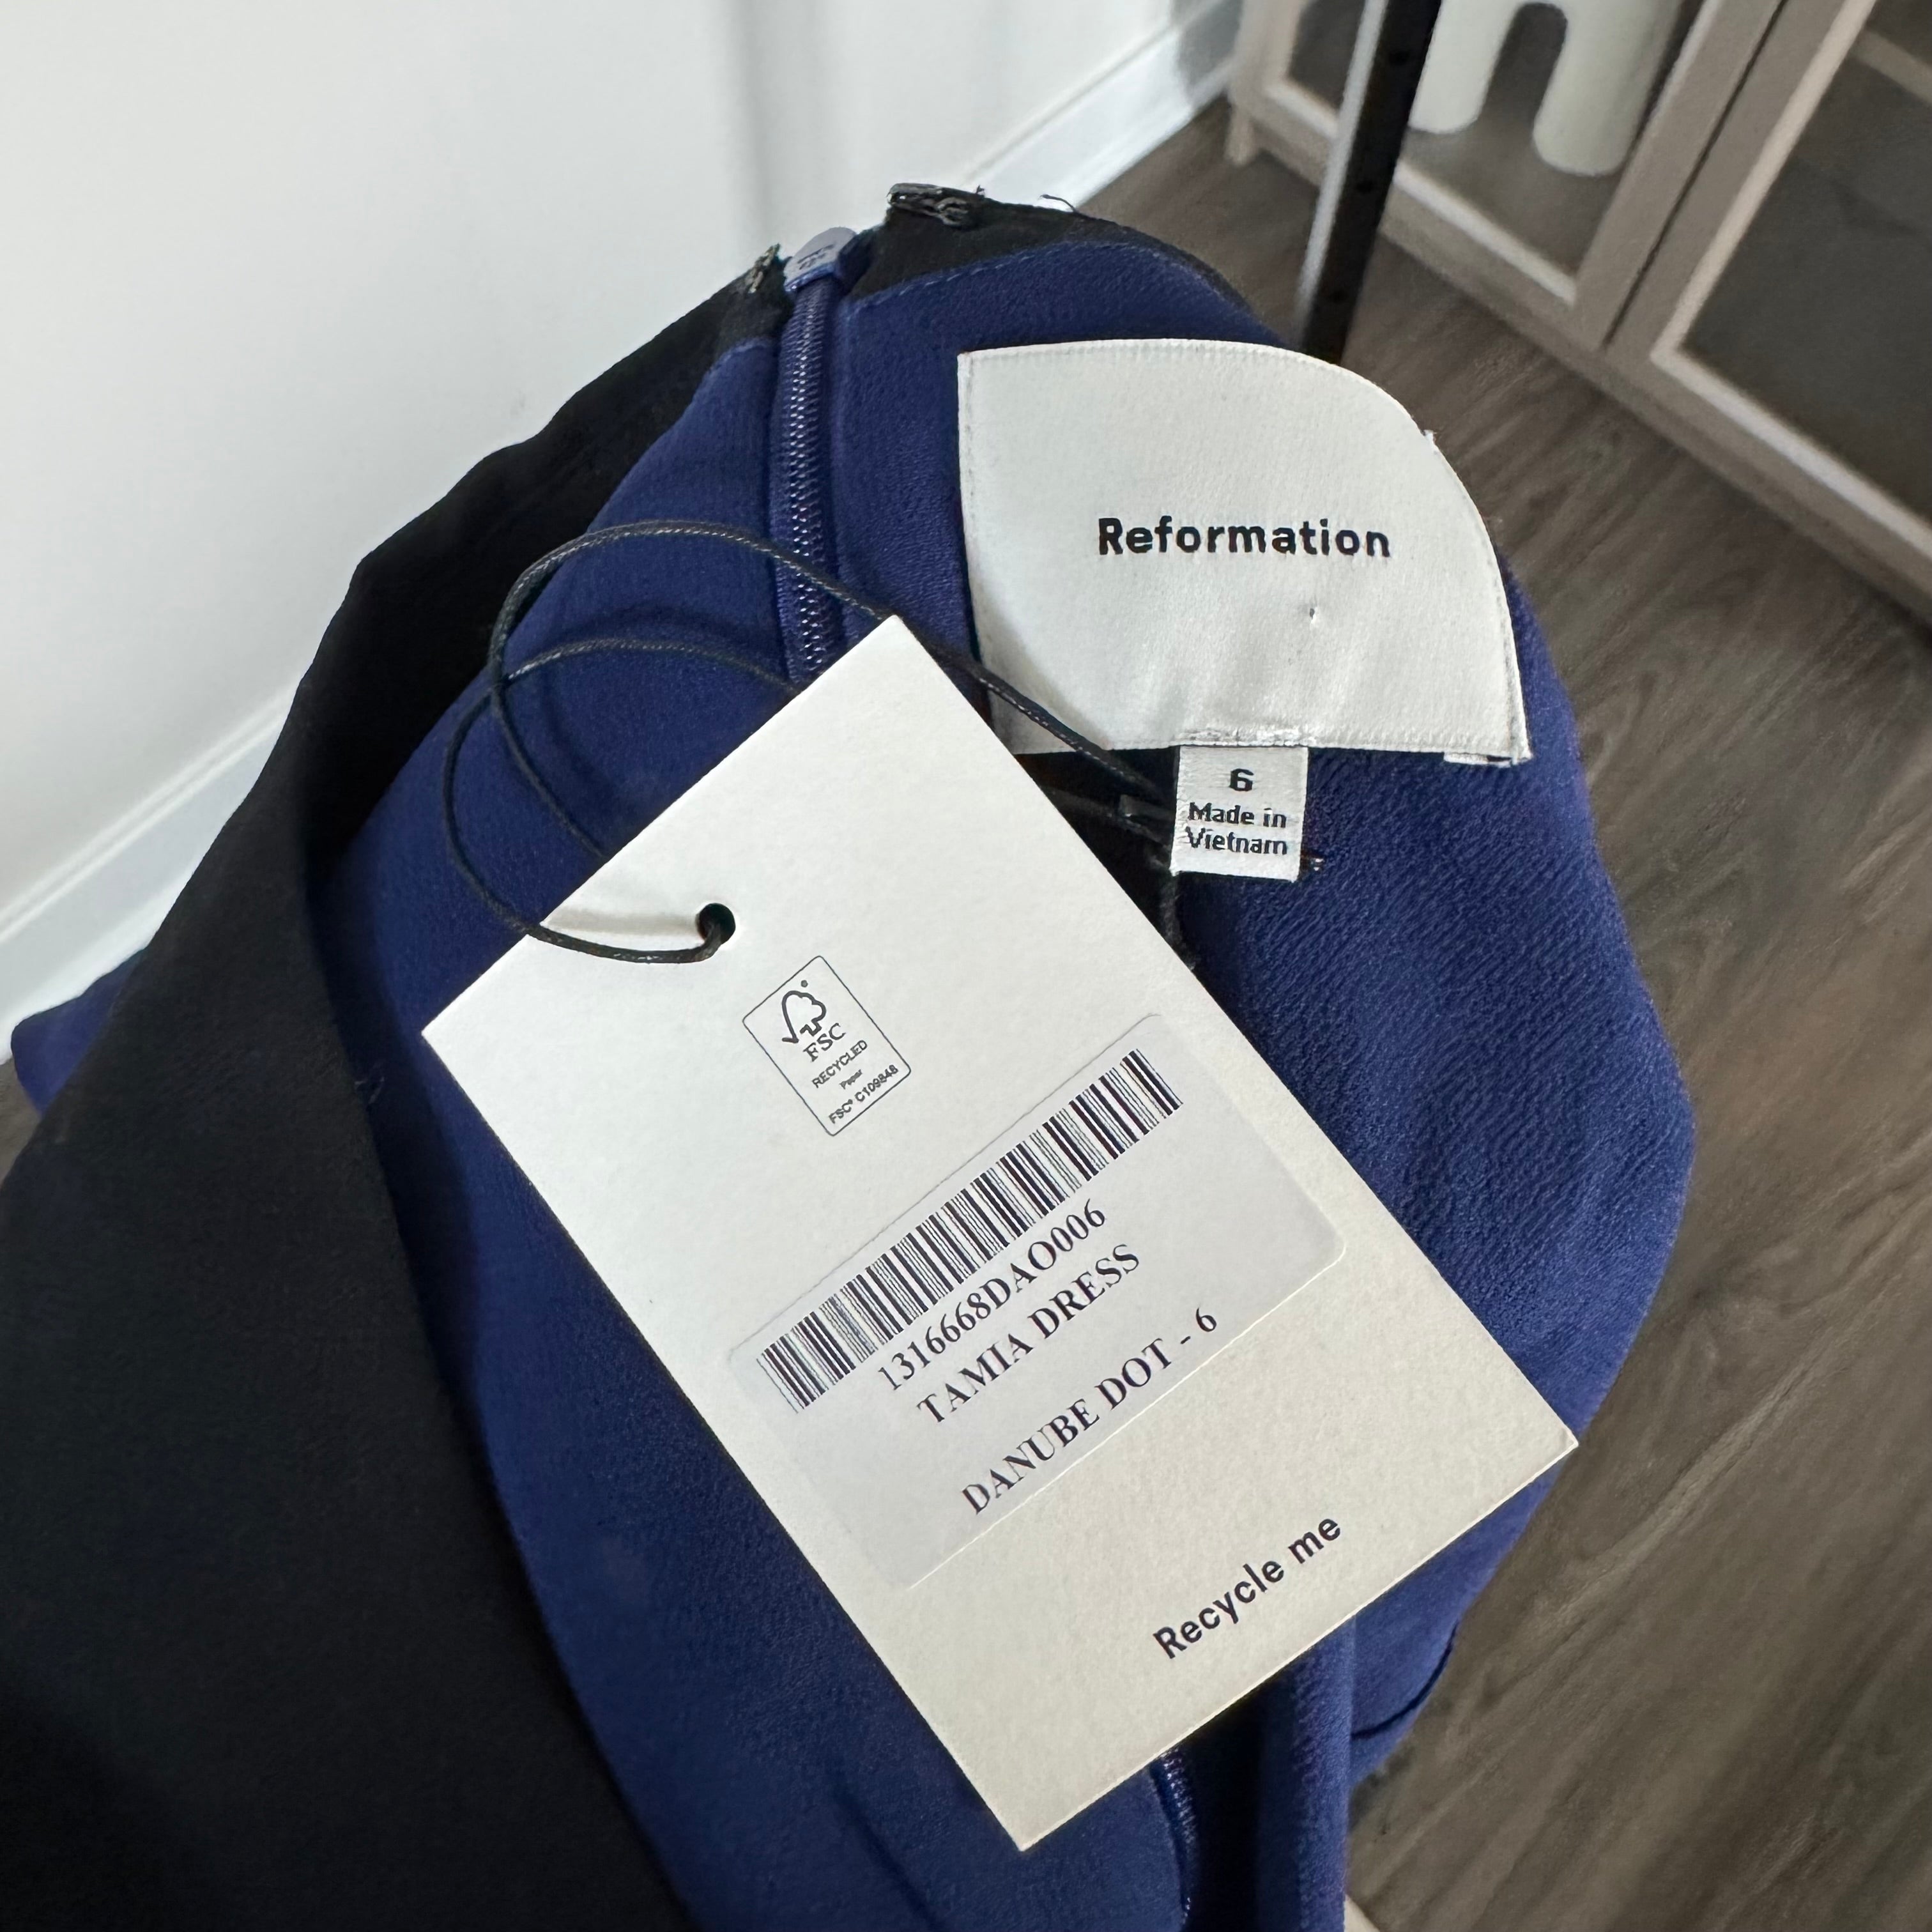 Reformation
6
Made in
Vietnam
FSC
RECYCLED
Paper
FSC® C109848
1316668DAO006
TAMIA DRESS
DANUBE DOT - 6
Recycle me